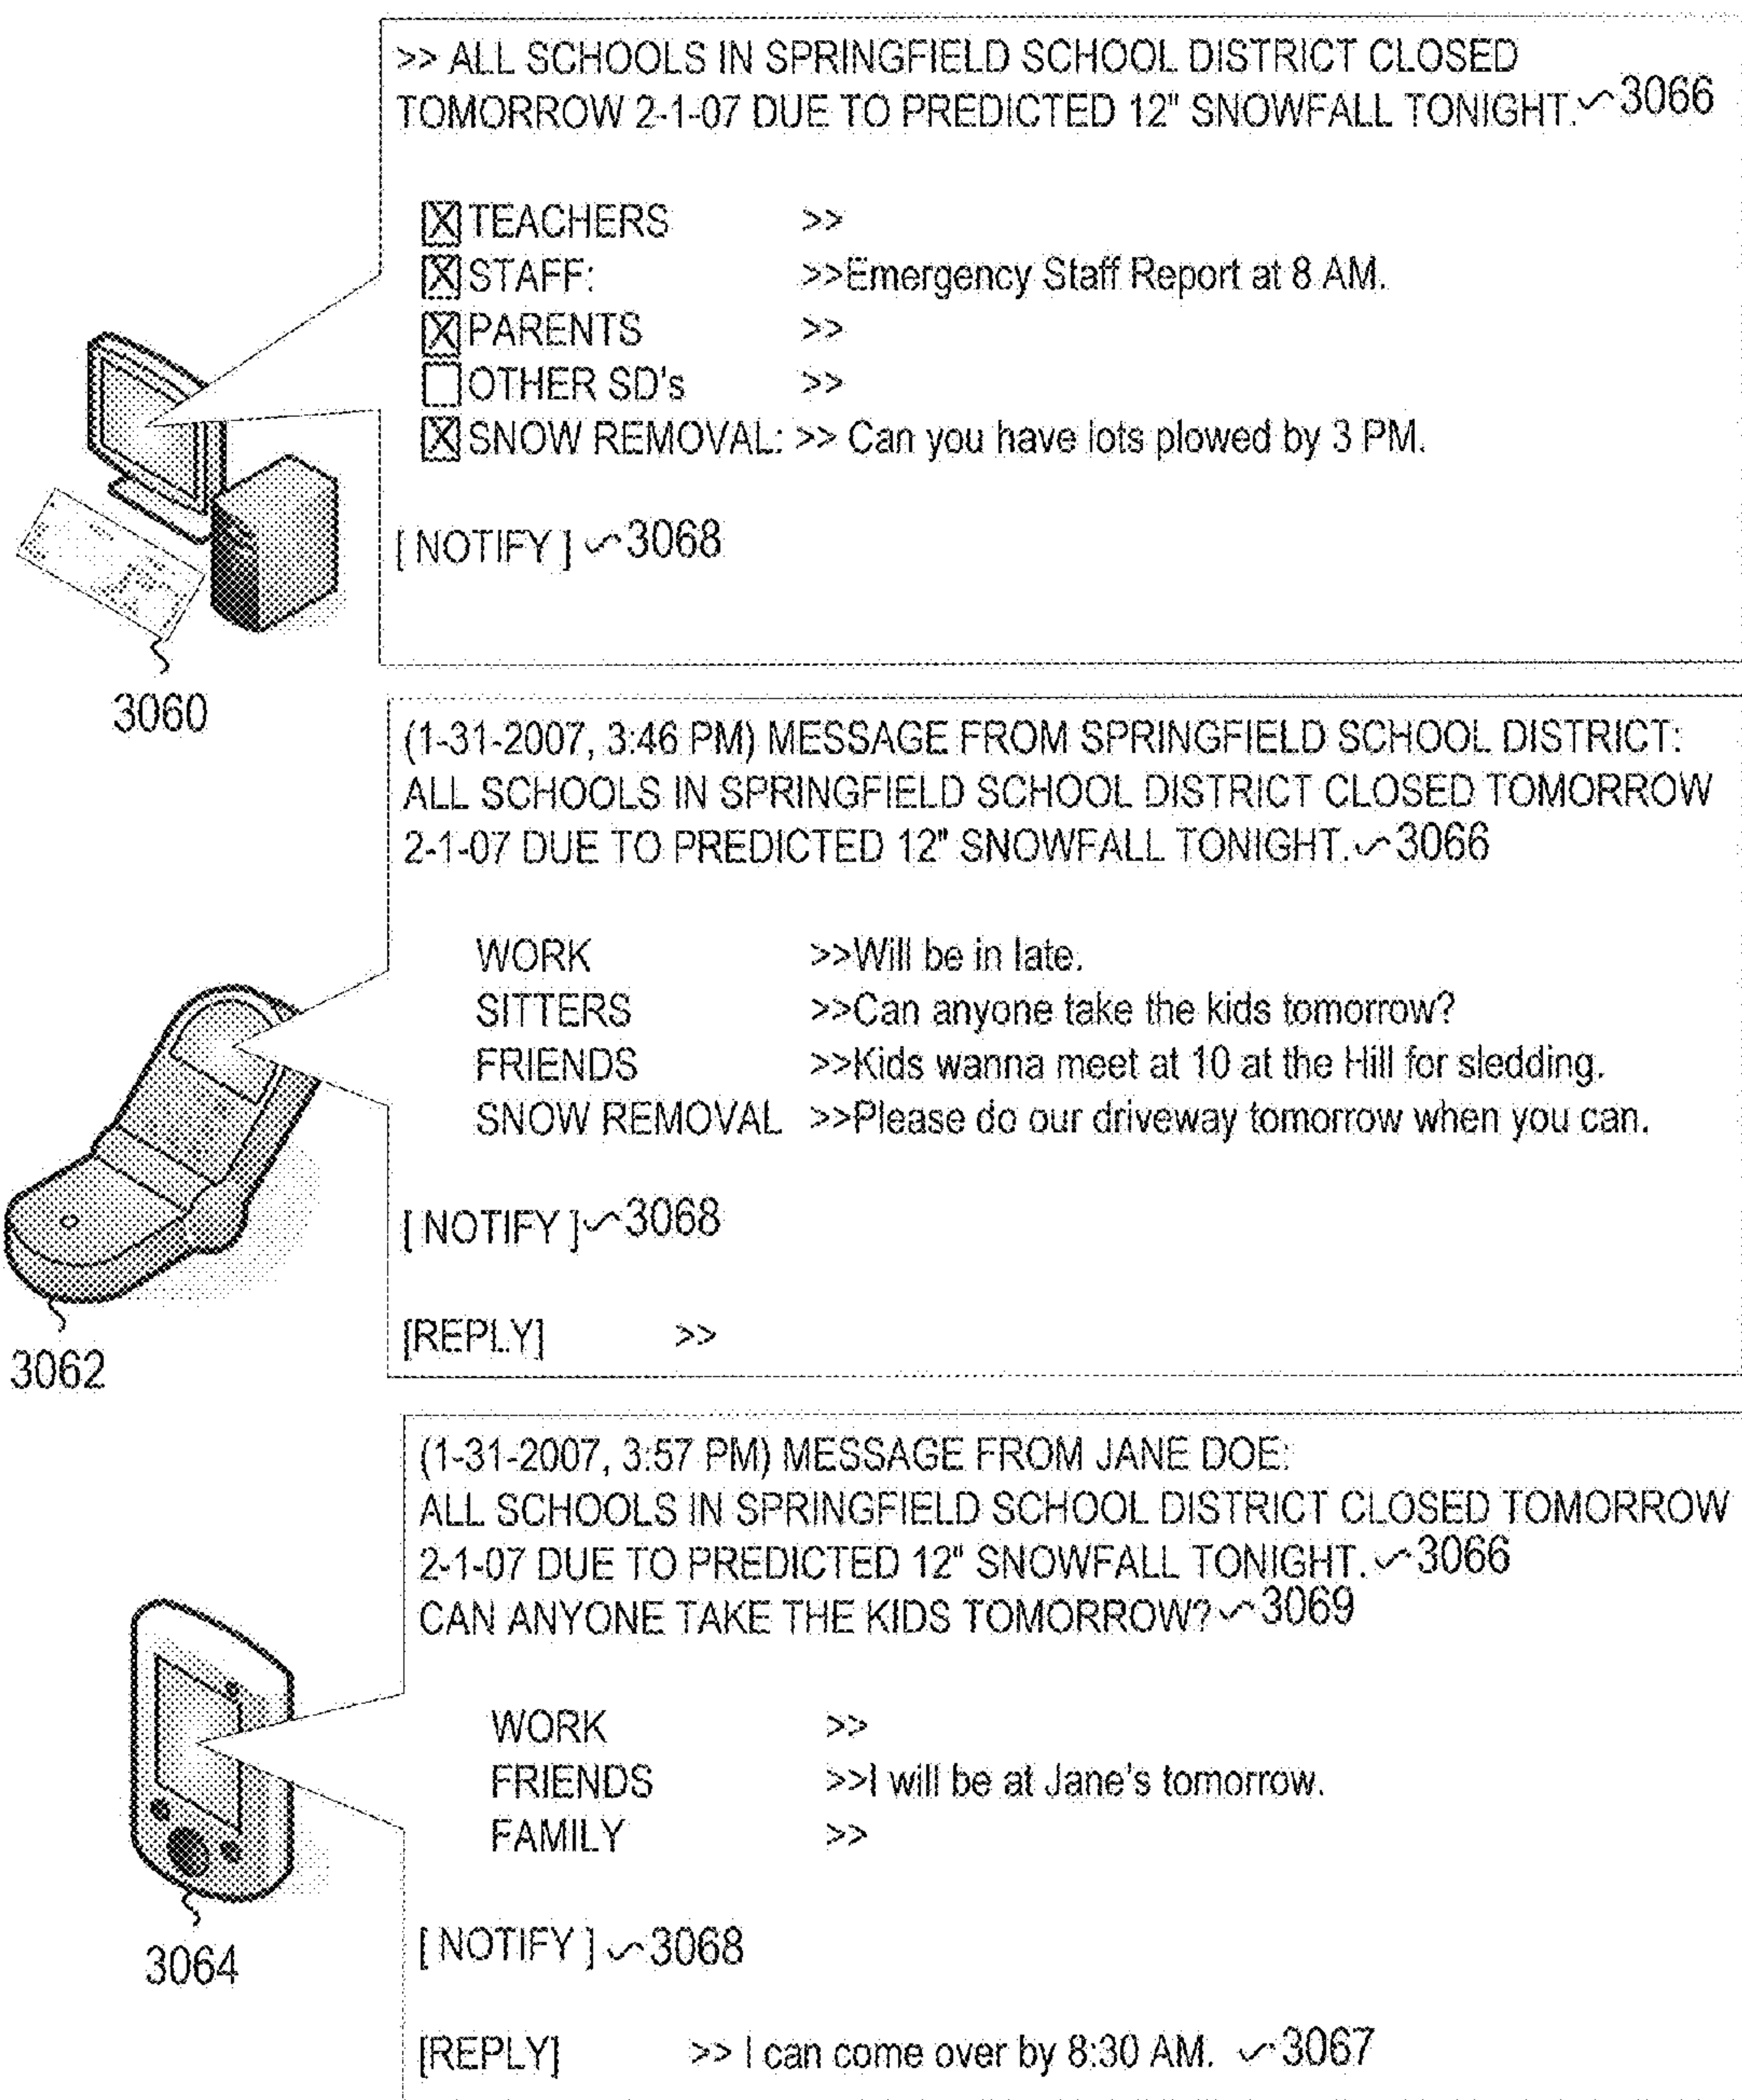 >> ALL SCHOOLS IN SPRINGFIELD SCHOOL DISTRICT CLOSED
TOMORROW 2-1-07 DUE TO PREDICTED 12" SNOWFALL TONIGHT. 3066
[X] TEACHERS >>
[X] STAFF: >>Emergency Staff Report at 8 AM.
[X] PARENTS >>
[ ] OTHER SD's >>
[X] SNOW REMOVAL: >> Can you have lots plowed by 3 PM.
[ NOTIFY ] 3068
3060
(1-31-2007, 3:46 PM) MESSAGE FROM SPRINGFIELD SCHOOL DISTRICT:
ALL SCHOOLS IN SPRINGFIELD SCHOOL DISTRICT CLOSED TOMORROW
2-1-07 DUE TO PREDICTED 12" SNOWFALL TONIGHT. 3066
WORK >>Will be in late.
SITTERS >>Can anyone take the kids tomorrow?
FRIENDS >>Kids wanna meet at 10 at the Hill for sledding.
SNOW REMOVAL >>Please do our driveway tomorrow when you can.
[ NOTIFY ] 3068
[REPLY] >>
3062
(1-31-2007, 3:57 PM) MESSAGE FROM JANE DOE:
ALL SCHOOLS IN SPRINGFIELD SCHOOL DISTRICT CLOSED TOMORROW
2-1-07 DUE TO PREDICTED 12" SNOWFALL TONIGHT. 3066
CAN ANYONE TAKE THE KIDS TOMORROW? 3069
WORK >>
FRIENDS >>I will be at Jane's tomorrow.
FAMILY >>
[ NOTIFY ] 3068
3064
[REPLY] >> I can come over by 8:30 AM. 3067